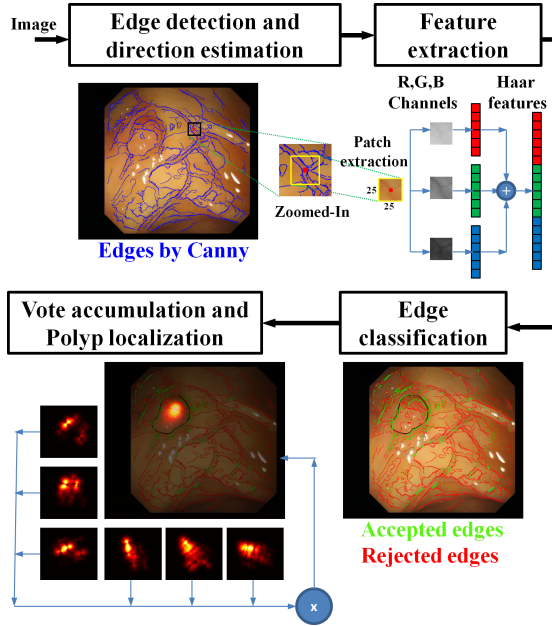 Image
Edge detection and
direction estimation
Feature
extraction
R,G,B
Channels
Haar
features
Patch
extraction
25
25
Zoomed-In
+
Edges by Canny
Vote accumulation and
Polyp localization
Edge
classification
Accepted edges
Rejected edges
x